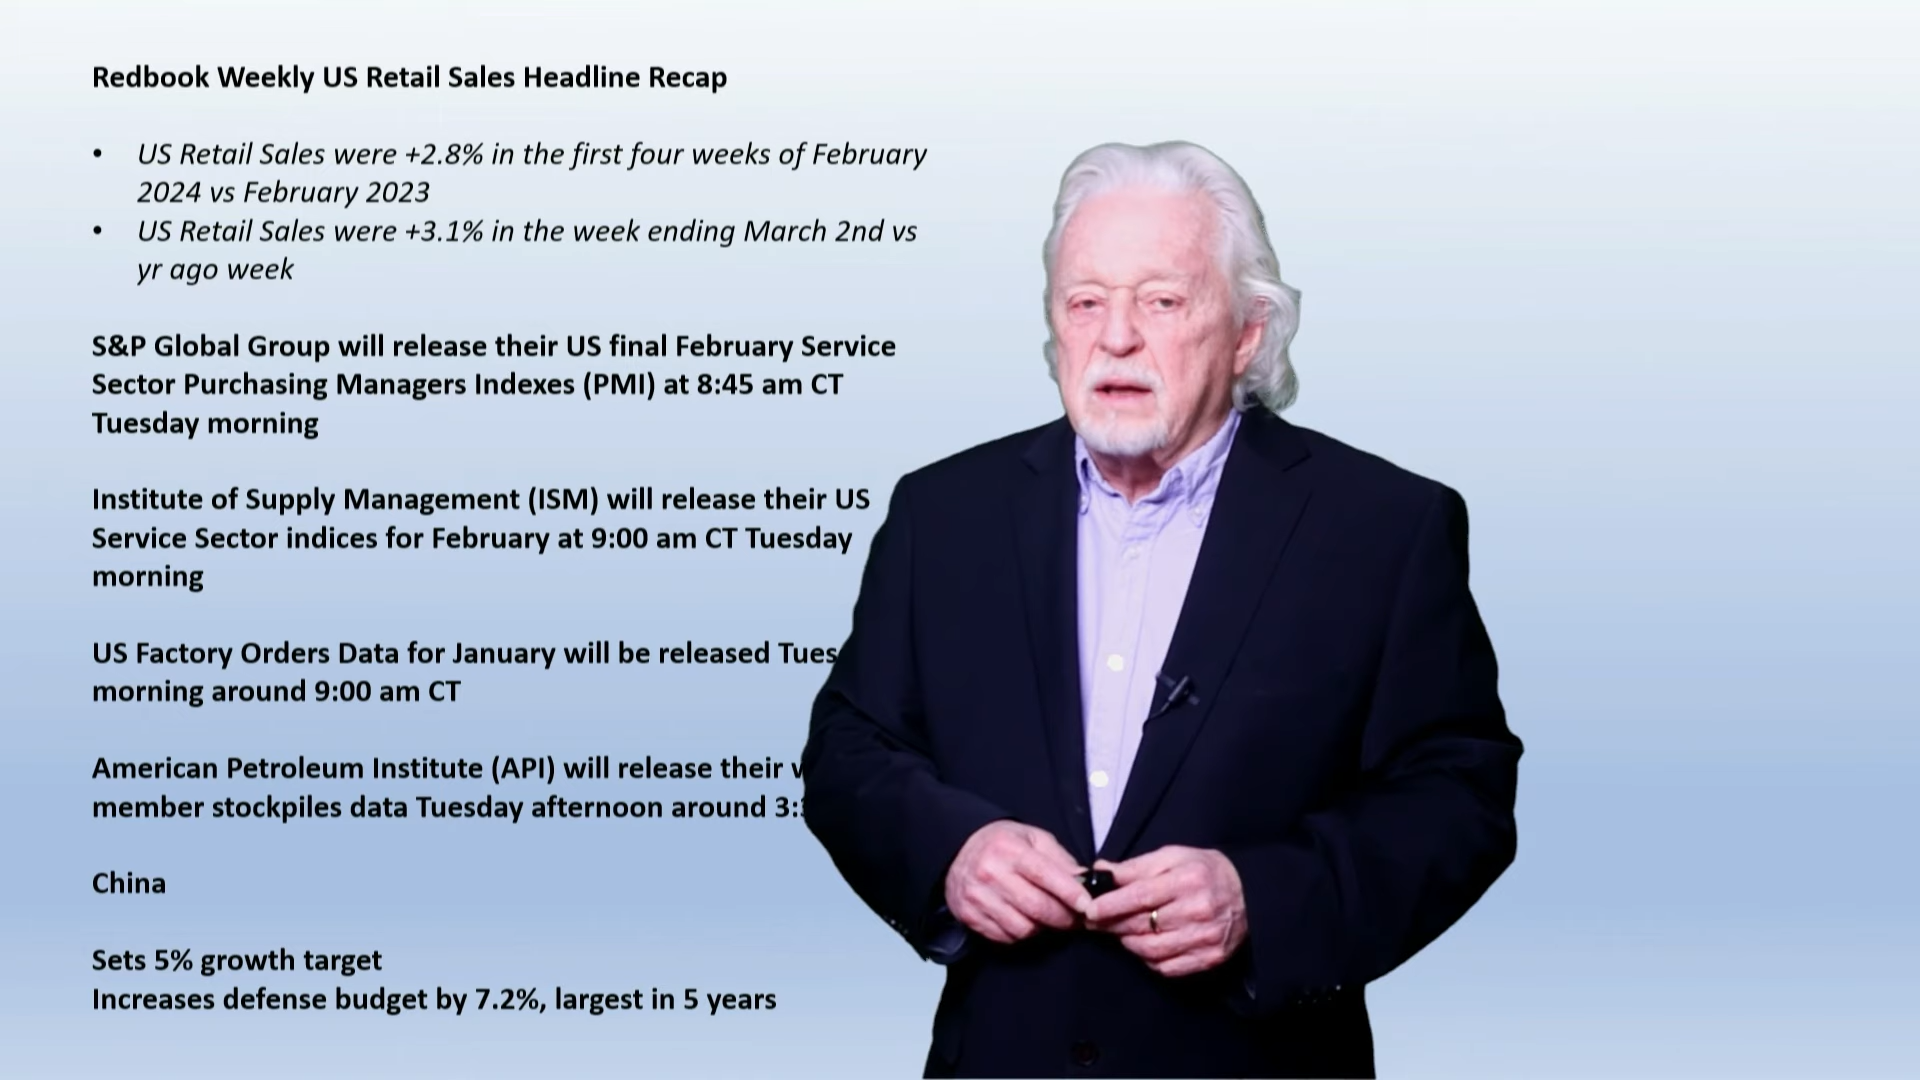 Redbook Weekly US Retail Sales Headline Recap
• US Retail Sales were +2.8% in the first four weeks of February
2024 vs February 2023
• US Retail Sales were +3.1% in the week ending March 2nd vs
yr ago week
S&P Global Group will release their US final February Service
Sector Purchasing Managers Indexes (PMI) at 8:45 am CT
Tuesday morning
Institute of Supply Management (ISM) will release their US
Service Sector indices for February at 9:00 am CT Tuesday
morning
US Factory Orders Data for January will be released Tues
morning around 9:00 am CT
American Petroleum Institute (API) will release their
member stockpiles data Tuesday afternoon around
China
Sets 5% growth target
Increases defense budget by 7.2%, largest in 5 years